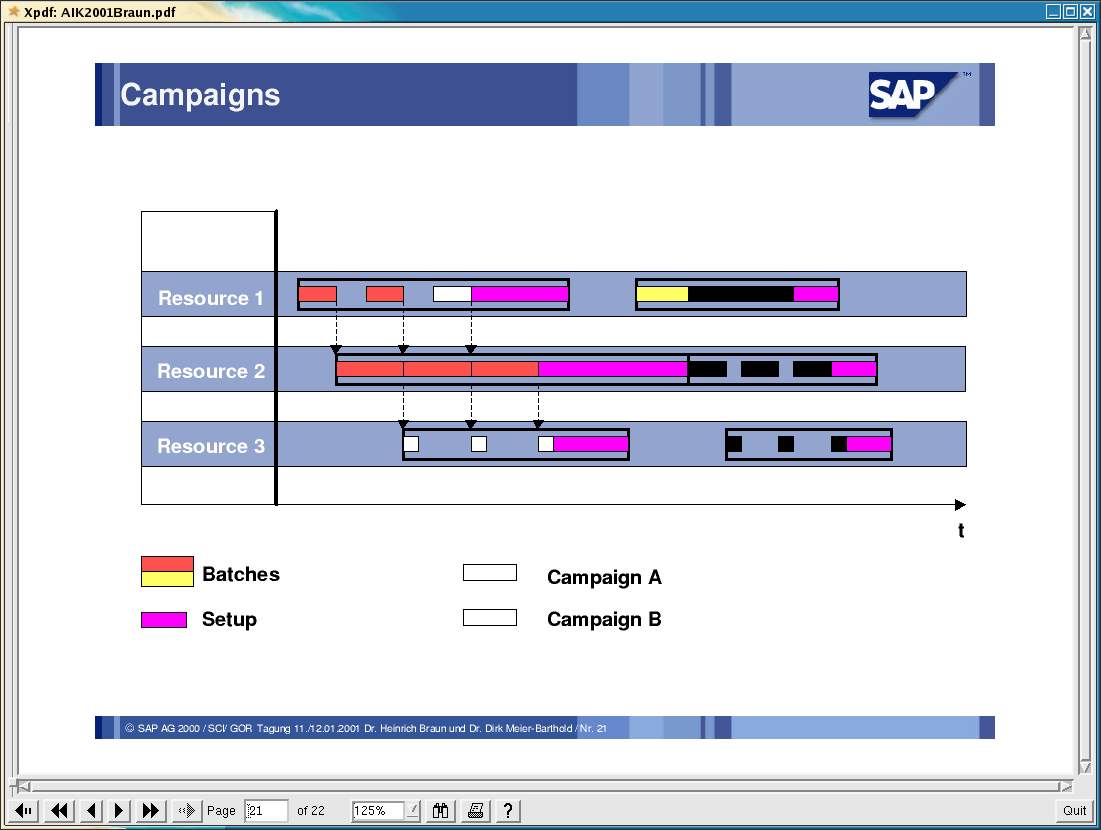 Xpdf: AIK2001Braun.pdf
Campaigns
SAP
TM
Resource 1
Resource 2
Resource 3
t
Batches
Campaign A
Setup
Campaign B
© SAP AG 2000 / SCI/ GOR Tagung 11./12.01.2001 Dr. Heinrich Braun und Dr. Dirk Meier-Barthold / Nr. 21
Page 21 of 22 125% ? Quit